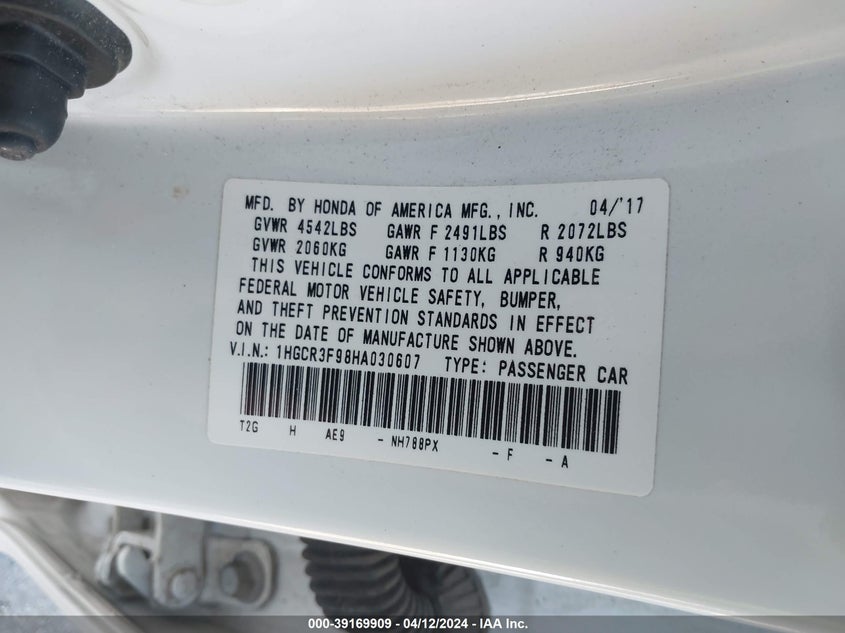 MFD. BY HONDA OF AMERICA MFG., INC. 04/'17
GVWR 4542LBS GAWR F 2491LBS R 2072LBS
GVWR 2060KG GAWR F 1130KG R 940KG
THIS VEHICLE CONFORMS TO ALL APPLICABLE
FEDERAL MOTOR VEHICLE SAFETY, BUMPER,
AND THEFT PREVENTION STANDARDS IN EFFECT
ON THE DATE OF MANUFACTURE SHOWN ABOVE.
V.I.N.: 1HGCR3F98HA030607 TYPE: PASSENGER CAR
T2G H AE9 - NH788PX - F - A
000-39169909 - 04/12/2024 - IAA Inc.